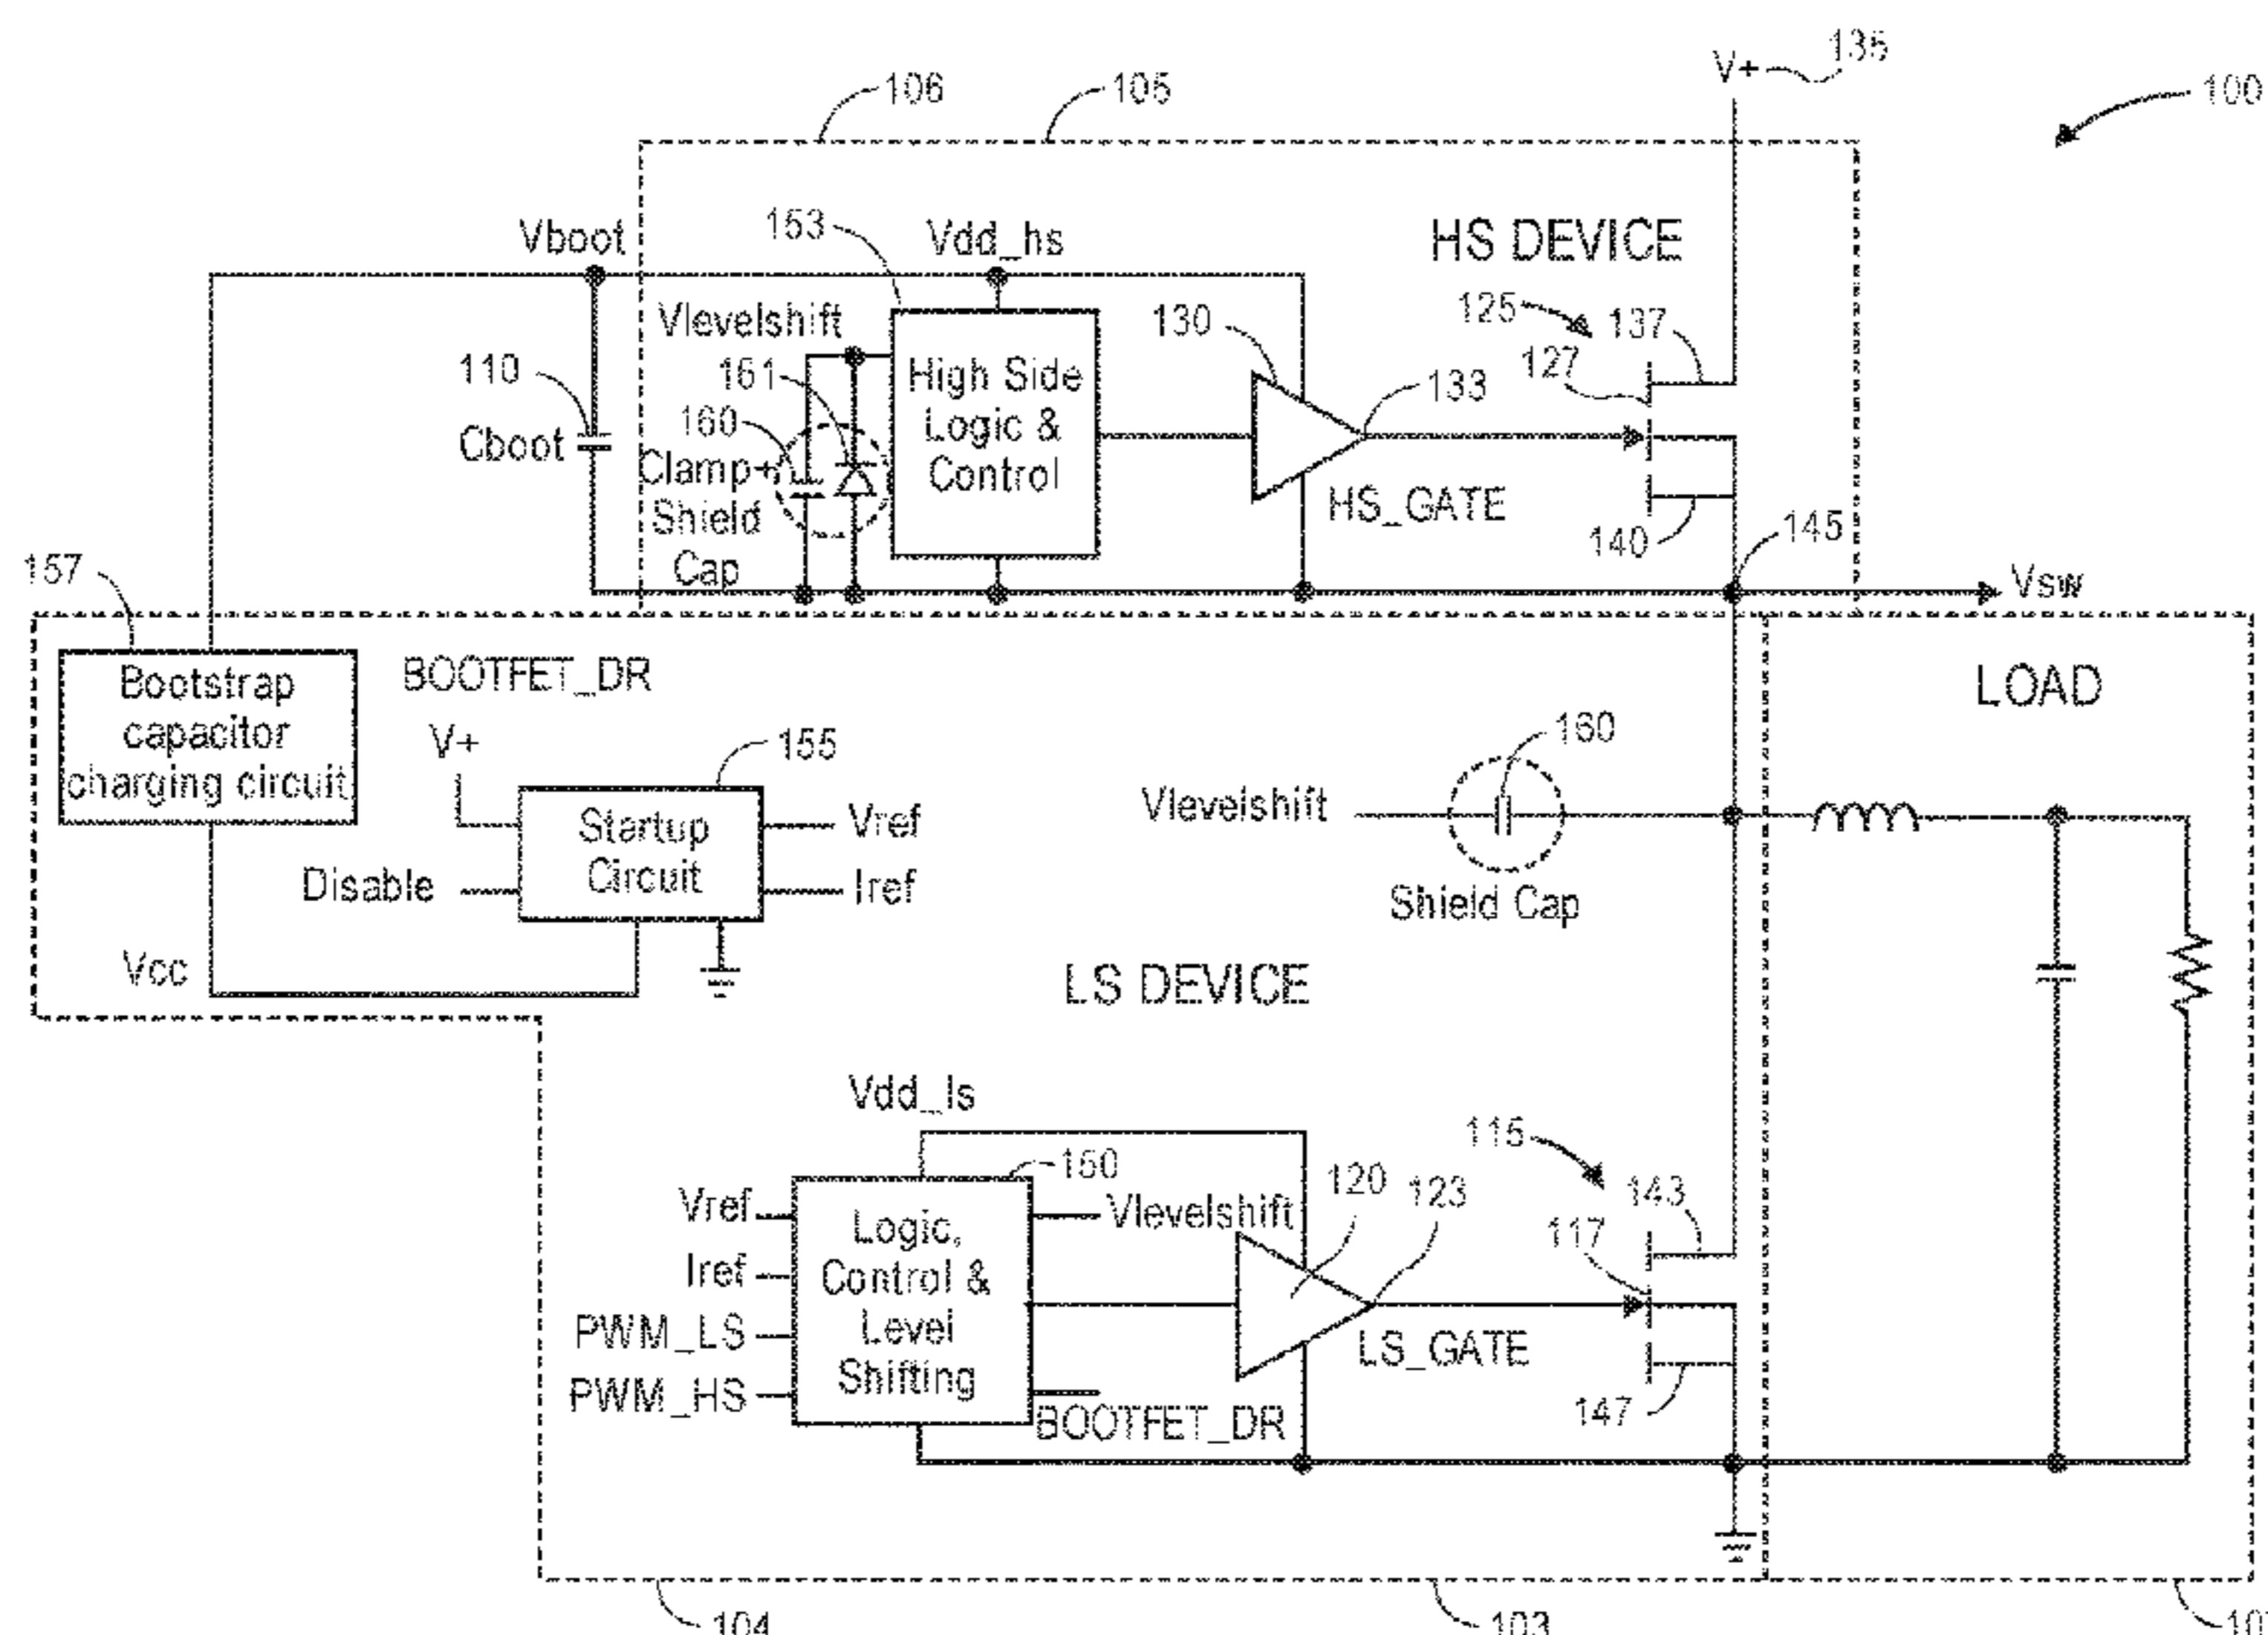 V+ 135
106
105
100
Vboot
153
Vdd_hs
HS DEVICE
Vlevelshift
130
125
137
127
110
161
133
160
High Side
Logic &
Control
Cboot
Clamp+
Shield
Cap
HS_GATE
140
145
157
Vsw
Bootstrap
capacitor
charging circuit
BOOTFET_DR
LOAD
V+
155
160
Startup
Circuit
Vref
Vlevelshift
Disable
Iref
Shield Cap
Vcc
LS DEVICE
Vdd_ls
150
115
120
123
143
Vref
Vlevelshift
117
Logic,
Control &
Level
Shifting
Iref
PWM_LS
LS_GATE
PWM_HS
BOOTFET_DR
147
104
103